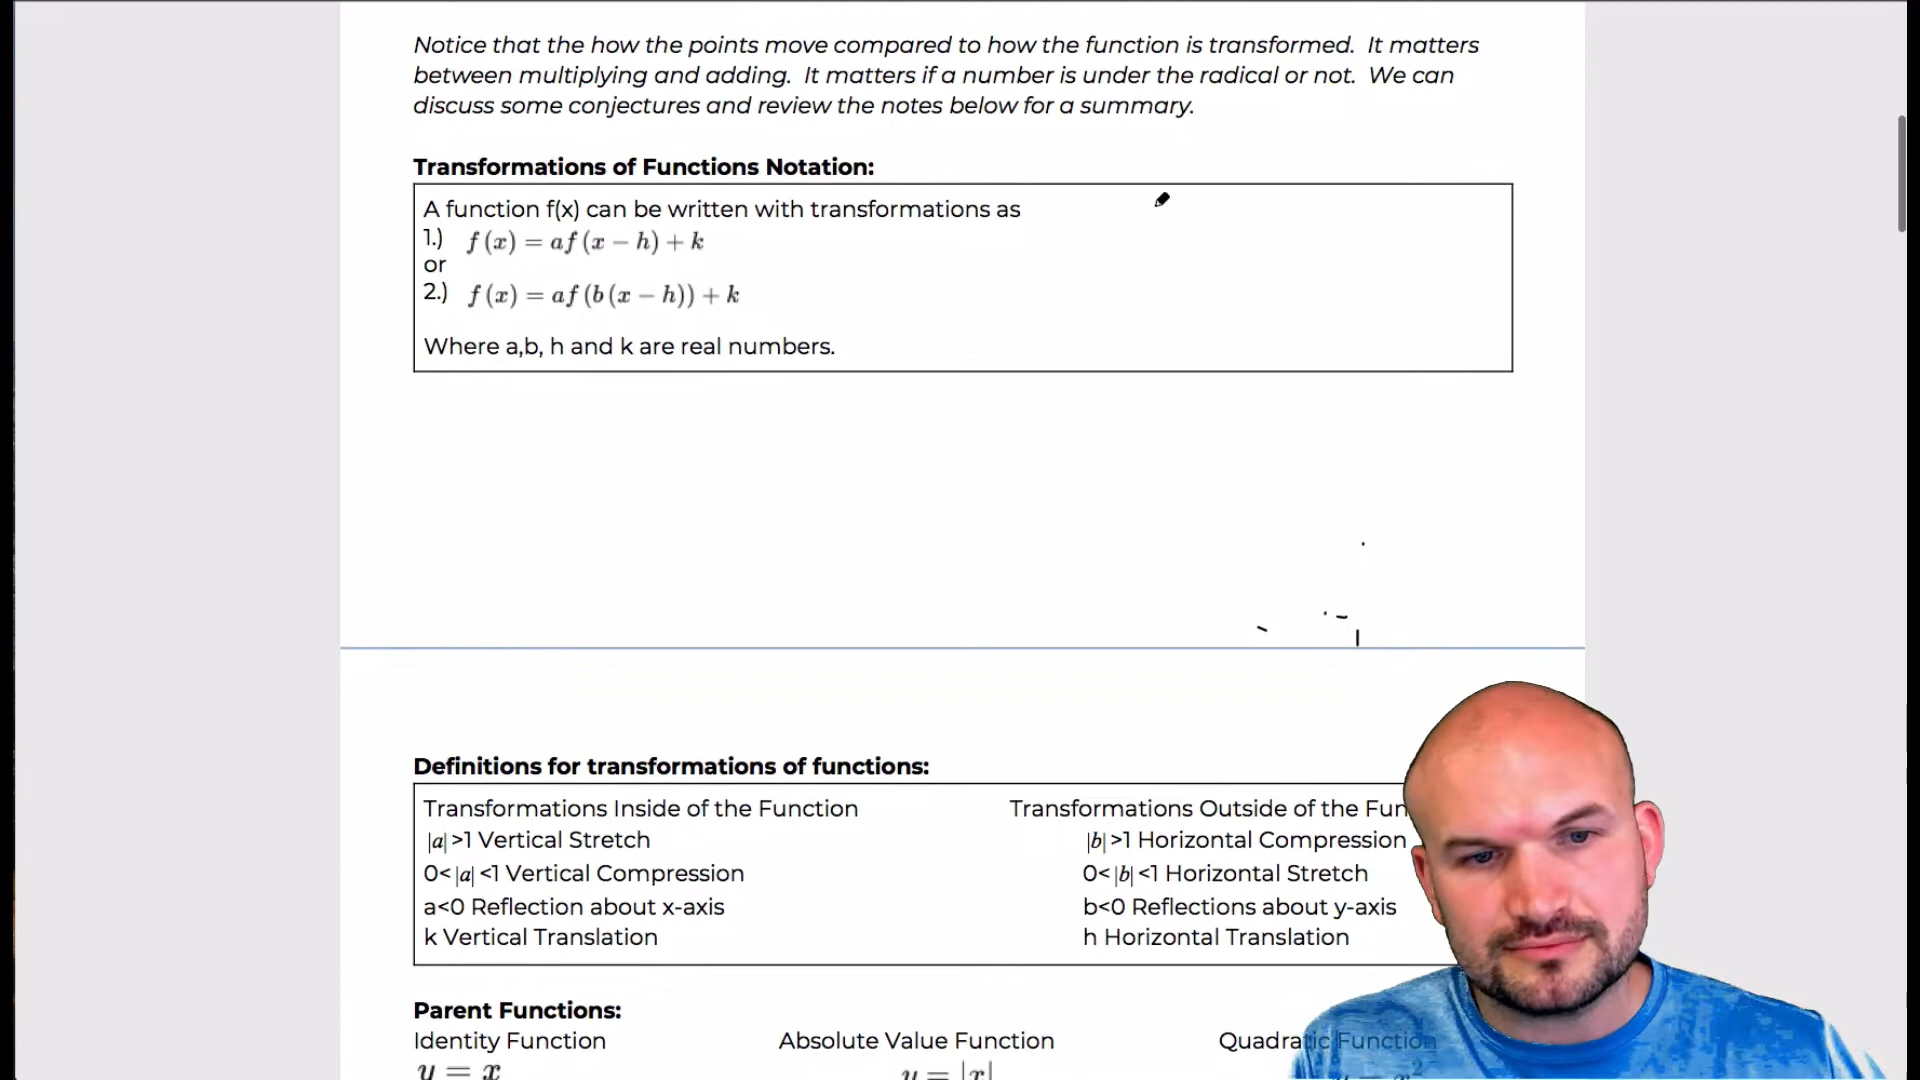 Notice that the how the points move compared to how the function is transformed. It matters
between multiplying and adding. It matters if a number is under the radical or not. We can
discuss some conjectures and review the notes below for a summary.
Transformations of Functions Notation:
A function f(x) can be written with transformations as
1.) f (x) = af (x − h) + k
or
2.) f (x) = af (b (x − h)) + k
Where a,b, h and k are real numbers.
Definitions for transformations of functions:
Transformations Inside of the Function Transformations Outside of the Fun
|a| >1 Vertical Stretch |b| >1 Horizontal Compression
0< |a| <1 Vertical Compression 0< |b| <1 Horizontal Stretch
a<0 Reflection about x-axis b<0 Reflections about y-axis
k Vertical Translation h Horizontal Translation
Parent Functions:
Identity Function Absolute Value Function Quadratic Function
y = x y = |x|